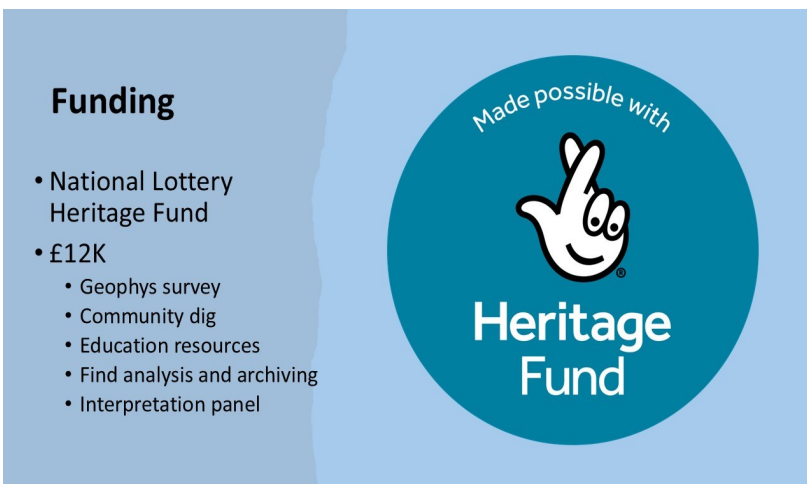 Funding
• National Lottery
Heritage Fund
• £12K
• Geophys survey
• Community dig
• Education resources
• Find analysis and archiving
• Interpretation panel
Made possible with
®
Heritage
Fund